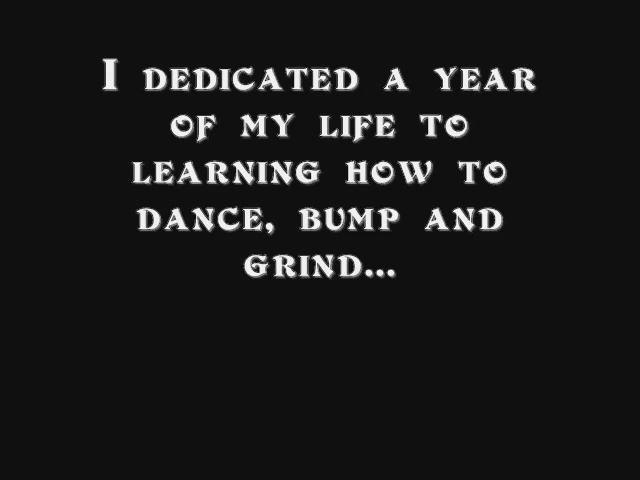 I DEDICATED A YEAR
OF MY LIFE TO
LEARNING HOW TO
DANCE, BUMP AND
GRIND...